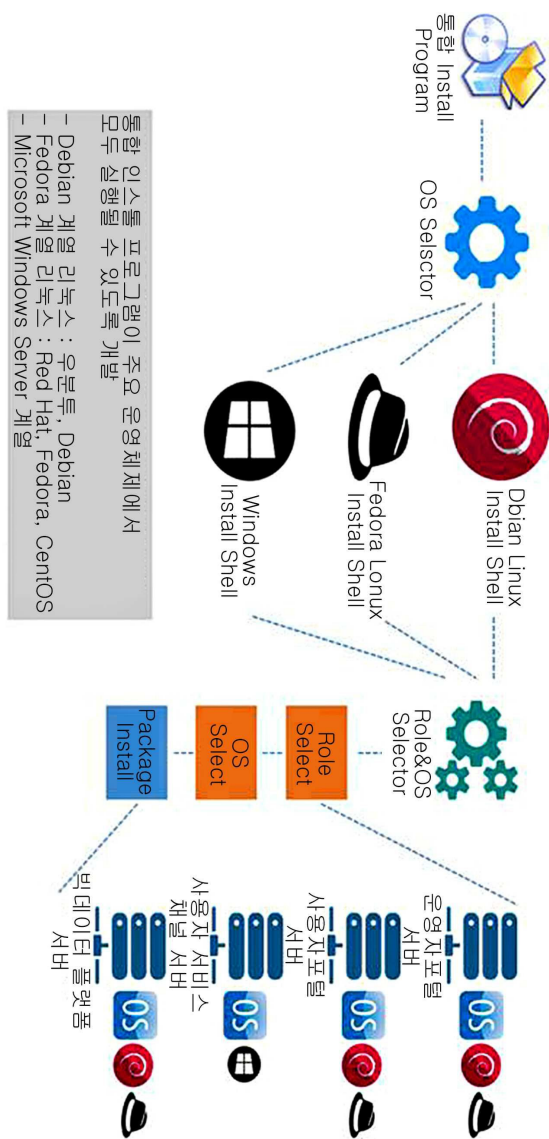 통합 Install
Program
OS Selsctor
Dbian Linux
Install Shell
Fedora Lonux
Install Shell
Windows
Install Shell
Role&OS
Selector
Role
Select
OS
Select
Package
Install
운영자포털
서버
OS
사용자포털
서버
OS
사용자 서비스
채널 서버
OS
빅데이터 플랫폼
서버
OS
통합 인스톨 프로그램이 주요 운영체제에서
모두 실행될 수 있도록 개발
- Debian 계열 리눅스 : 우분투, Debian
- Fedora 계열 리눅스 : Red Hat, Fedora, CentOS
- Microsoft Windows Server 계열